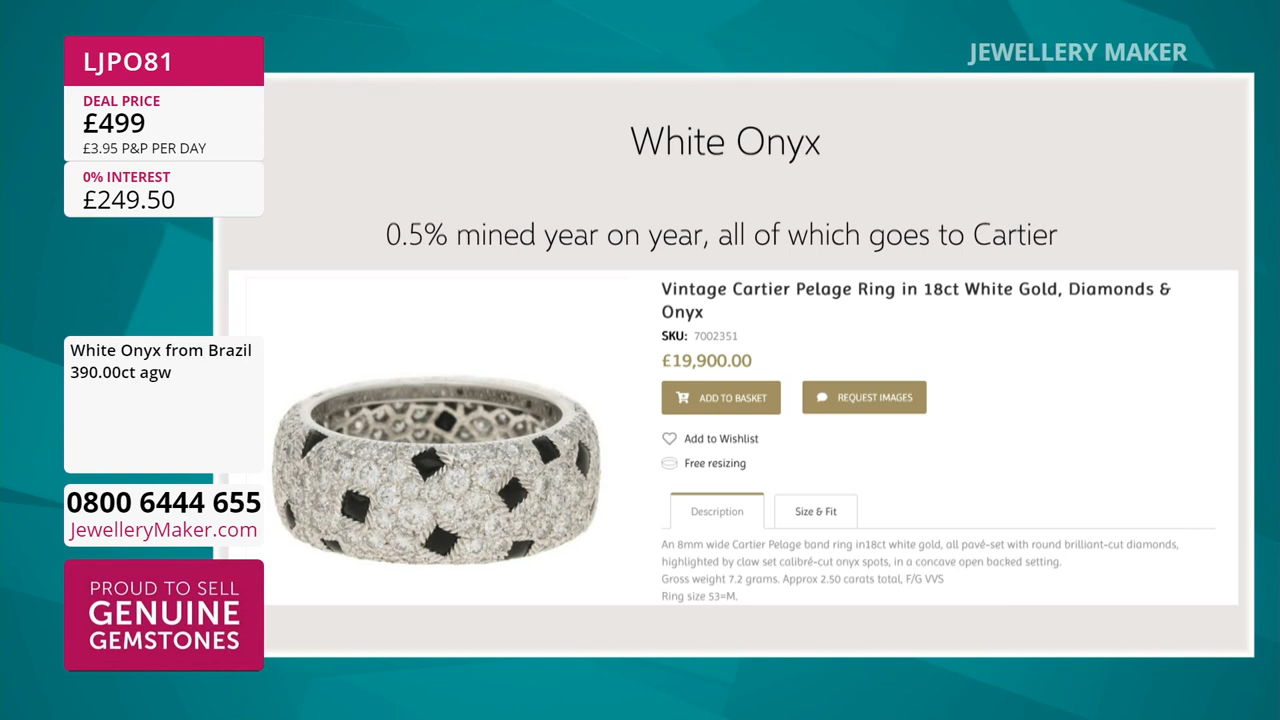 LJPO81
JEWELLERY MAKER
DEAL PRICE
£499
£3.95 P&P PER DAY
0% INTEREST
£249.50
White Onyx
0.5% mined year on year, all of which goes to Cartier
Vintage Cartier Pelage Ring in 18ct White Gold, Diamonds &
Onyx
SKU: 7002351
£19,900.00
ADD TO BASKET
REQUEST IMAGES
Add to Wishlist
Free resizing
Description
Size & Fit
An 8mm wide Cartier Pelage band ring in18ct white gold, all pavé-set with round brilliant-cut diamonds,
highlighted by claw set calibré-cut onyx spots, in a concave open backed setting.
Gross weight 7.2 grams. Approx 2.50 carats total, F/G VVS
Ring size 53=M.
White Onyx from Brazil
390.00ct agw
0800 6444 655
JewelleryMaker.com
PROUD TO SELL
GENUINE
GEMSTONES